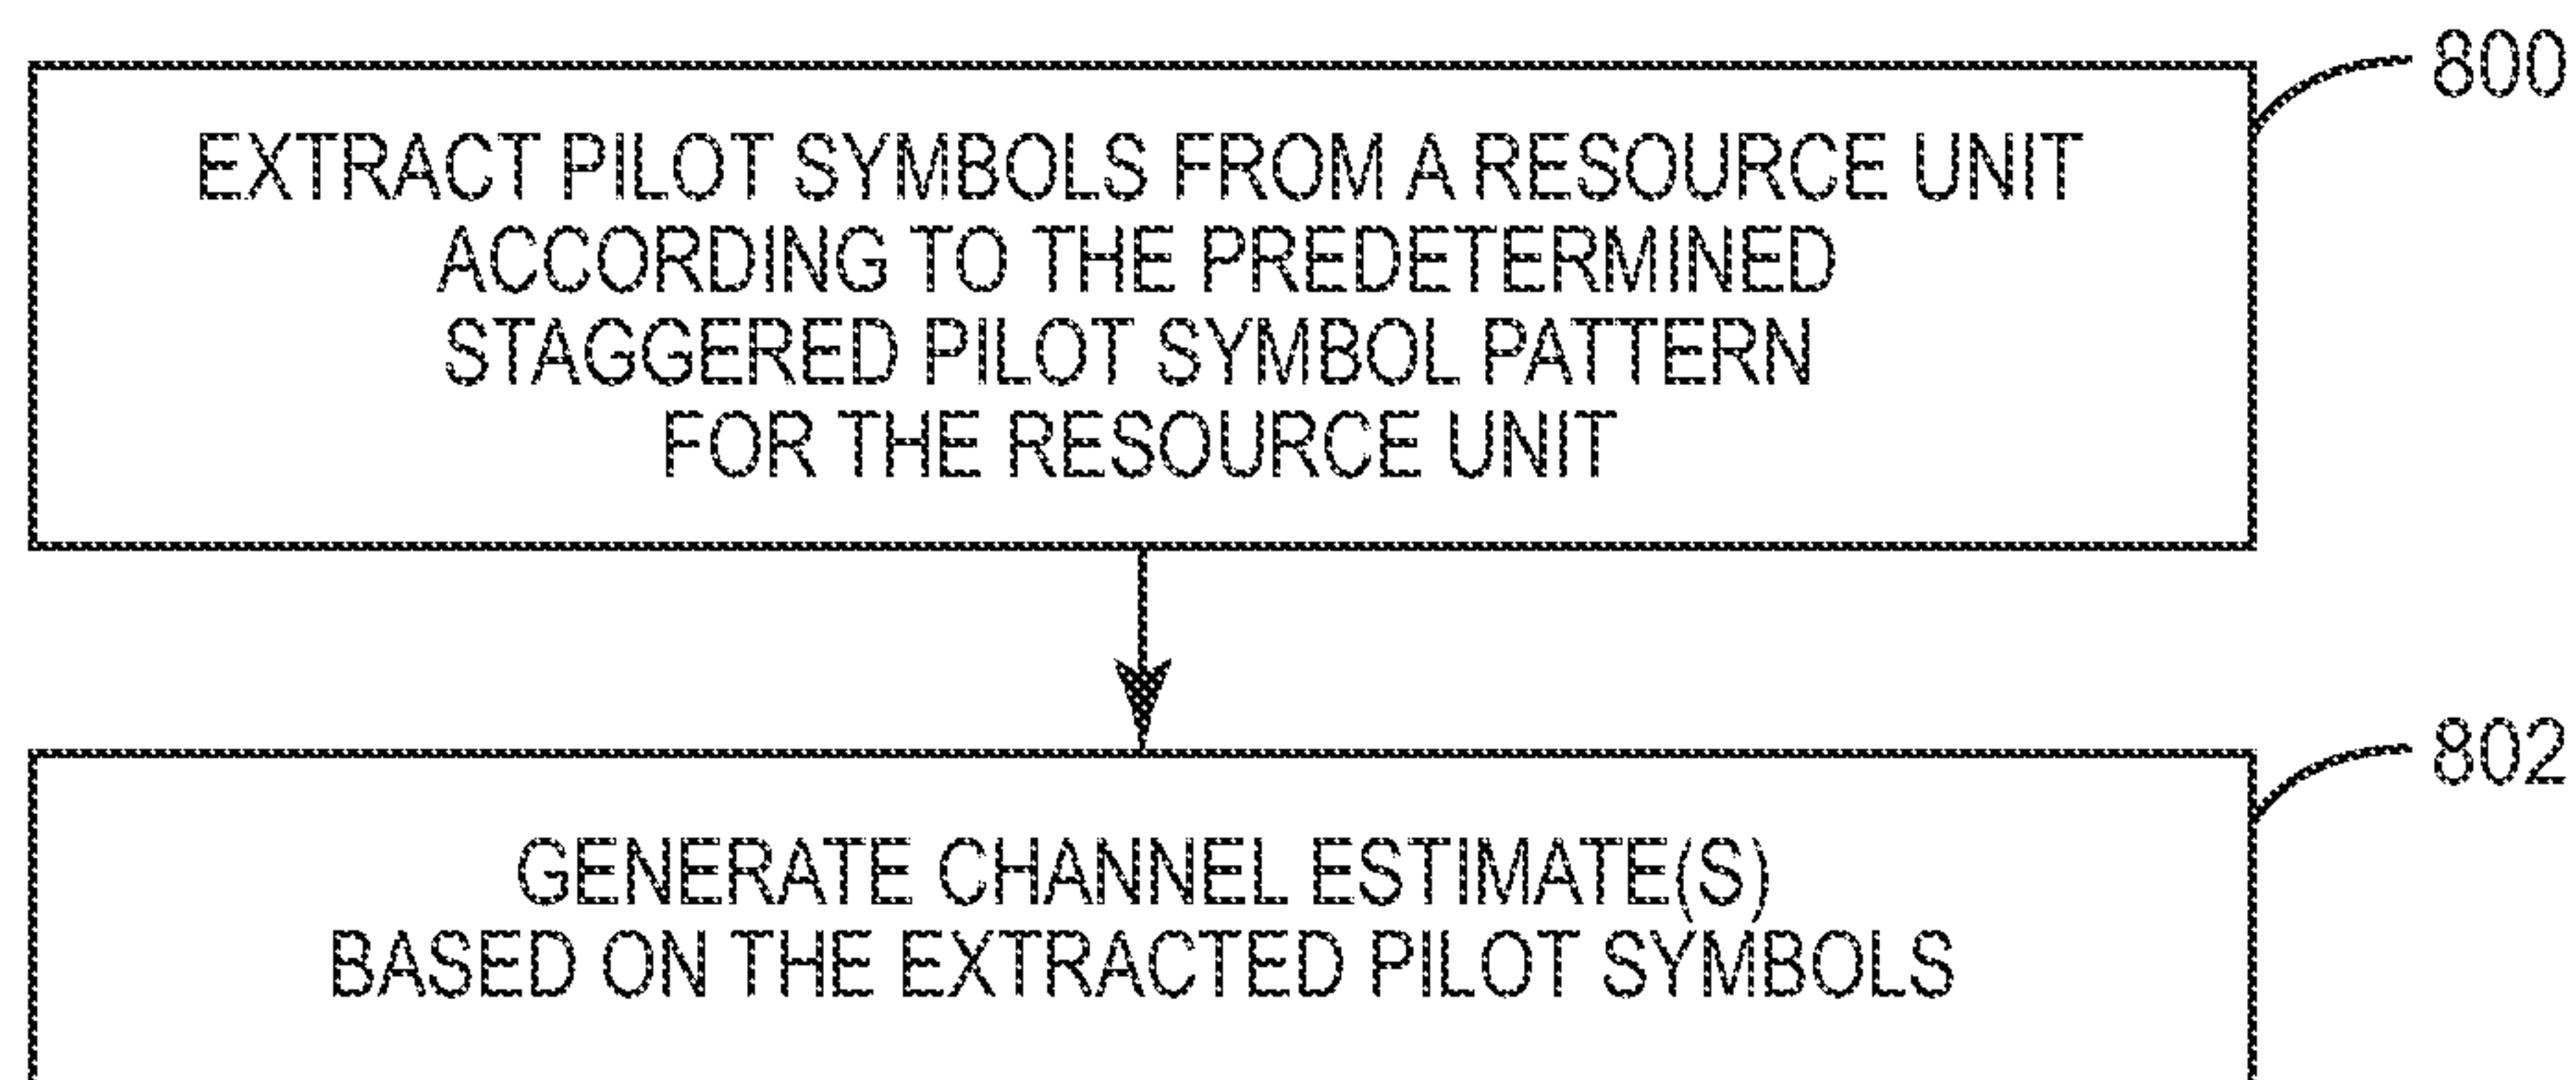 800
EXTRACT PILOT SYMBOLS FROM A RESOURCE UNIT
ACCORDING TO THE PREDETERMINED
STAGGERED PILOT SYMBOL PATTERN
FOR THE RESOURCE UNIT
802
GENERATE CHANNEL ESTIMATE(S)
BASED ON THE EXTRACTED PILOT SYMBOLS